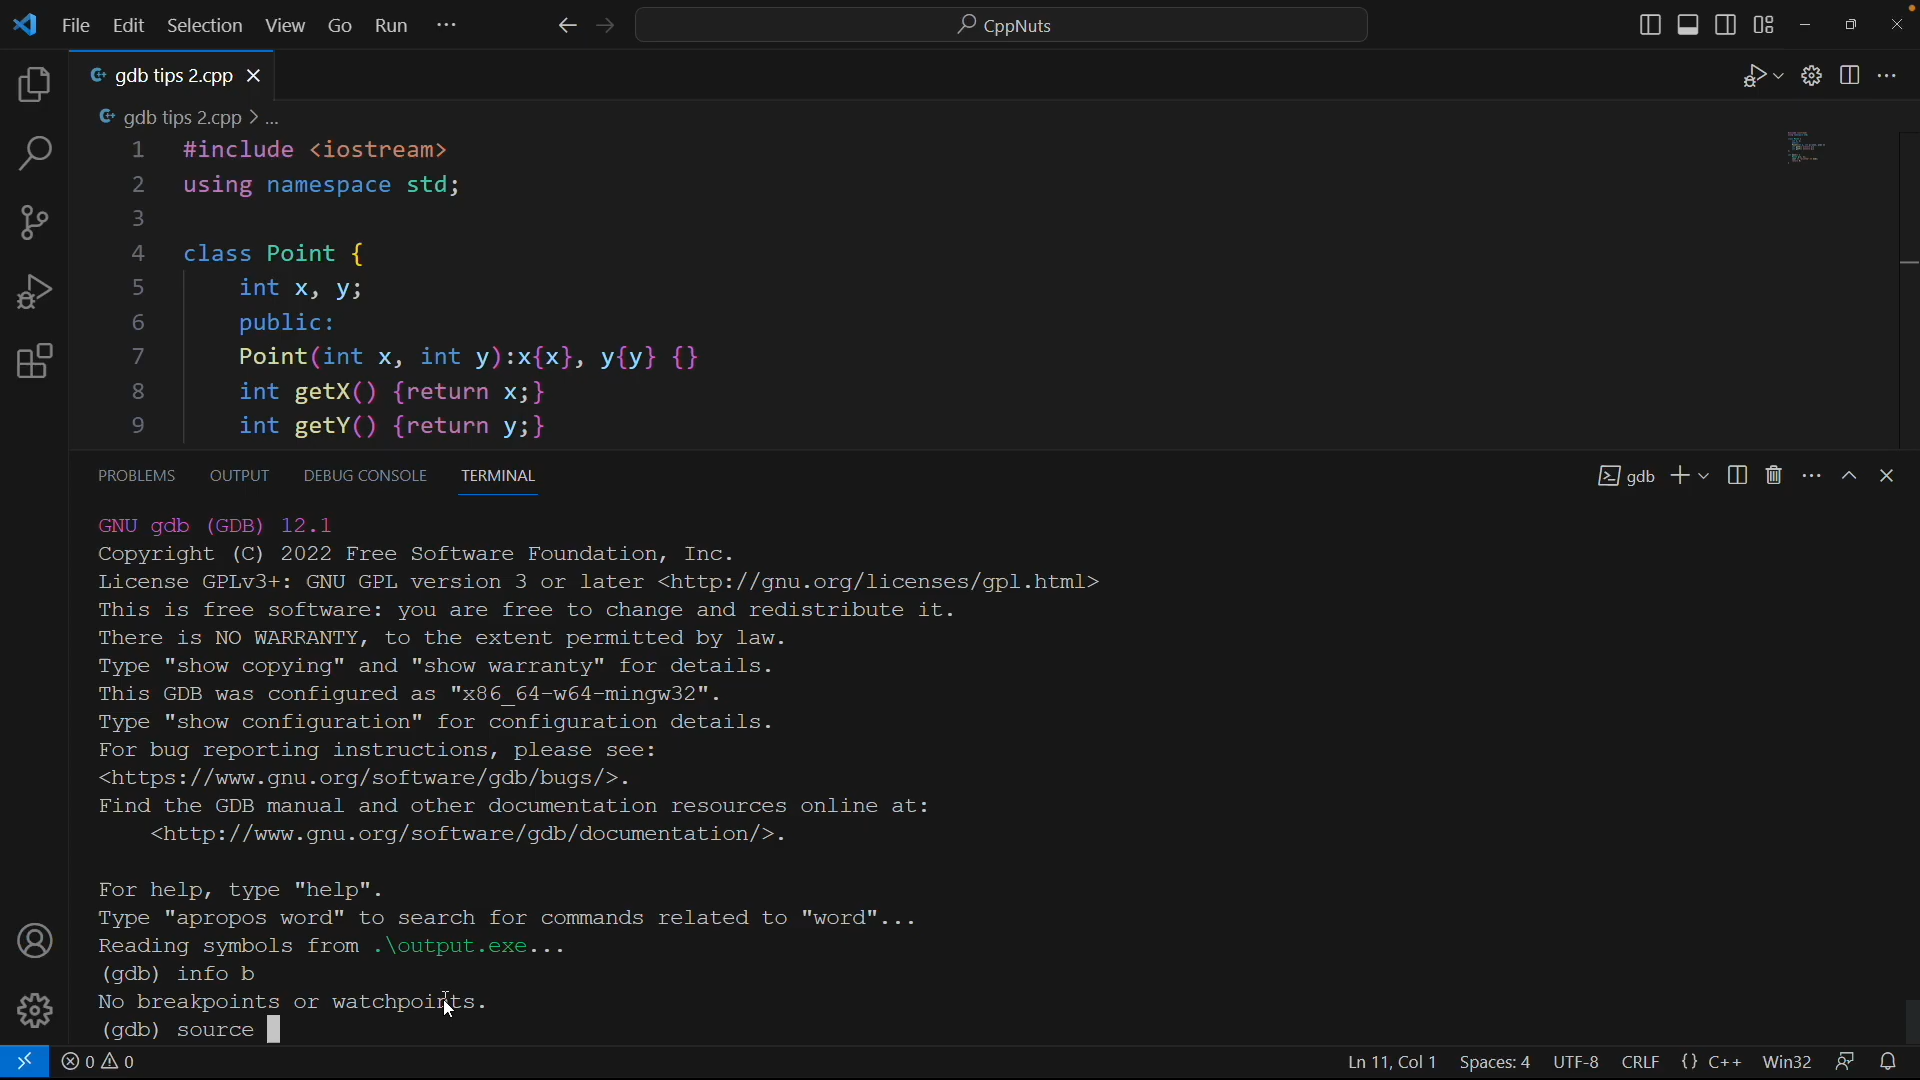 File Edit Selection View Go Run ··· CppNuts
gdb tips 2.cpp
gdb tips 2.cpp > ...
1 #include <iostream>
2 using namespace std;
3
4 class Point {
5 int x, y;
6 public:
7 Point(int x, int y):x{x}, y{y} {}
8 int getX() {return x;}
9 int getY() {return y;}
PROBLEMS OUTPUT DEBUG CONSOLE TERMINAL gdb
GNU gdb (GDB) 12.1
Copyright (C) 2022 Free Software Foundation, Inc.
License GPLv3+: GNU GPL version 3 or later <http://gnu.org/licenses/gpl.html>
This is free software: you are free to change and redistribute it.
There is NO WARRANTY, to the extent permitted by law.
Type "show copying" and "show warranty" for details.
This GDB was configured as "x86_64-w64-mingw32".
Type "show configuration" for configuration details.
For bug reporting instructions, please see:
<https://www.gnu.org/software/gdb/bugs/>.
Find the GDB manual and other documentation resources online at:
<http://www.gnu.org/software/gdb/documentation/>.
For help, type "help".
Type "apropos word" to search for commands related to "word"...
Reading symbols from .\output.exe...
(gdb) info b
No breakpoints or watchpoints.
(gdb) source
0 0 Ln 11, Col 1 Spaces: 4 UTF-8 CRLF {} C++ Win32